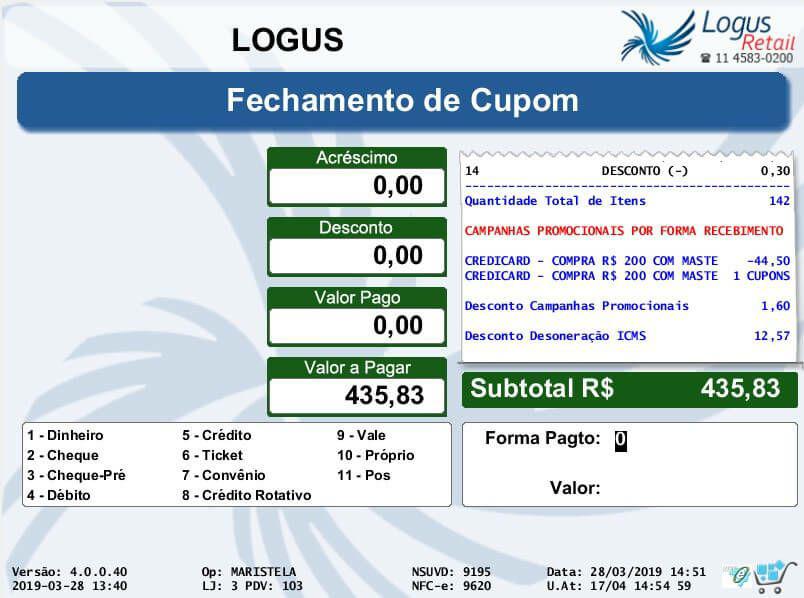 LOGUS
Logus
Retail
☎ 11 4583-0200
Fechamento de Cupom
Acréscimo
0,00
Desconto
0,00
Valor Pago
0,00
Valor a Pagar
435,83
14 DESCONTO (-) 0,30
--------------------------------------------
Quantidade Total de Itens 142
CAMPANHAS PROMOCIONAIS POR FORMA RECEBIMENTO
CREDICARD - COMPRA R$ 200 COM MASTE -44,50
CREDICARD - COMPRA R$ 200 COM MASTE 1 CUPONS
Desconto Campanhas Promocionais 1,60
Desconto Desoneração ICMS 12,57
Subtotal R$ 435,83
1 - Dinheiro 5 - Crédito 9 - Vale
2 - Cheque 6 - Ticket 10 - Próprio
3 - Cheque-Pré 7 - Convênio 11 - Pos
4 - Débito 8 - Crédito Rotativo
Forma Pagto: 0
Valor:
Versão: 4.0.0.40 Op: MARISTELA NSUVD: 9195 Data: 28/03/2019 14:51
2019-03-28 13:40 LJ: 3 PDV: 103 NFC-e: 9620 U.At: 17/04 14:54 59